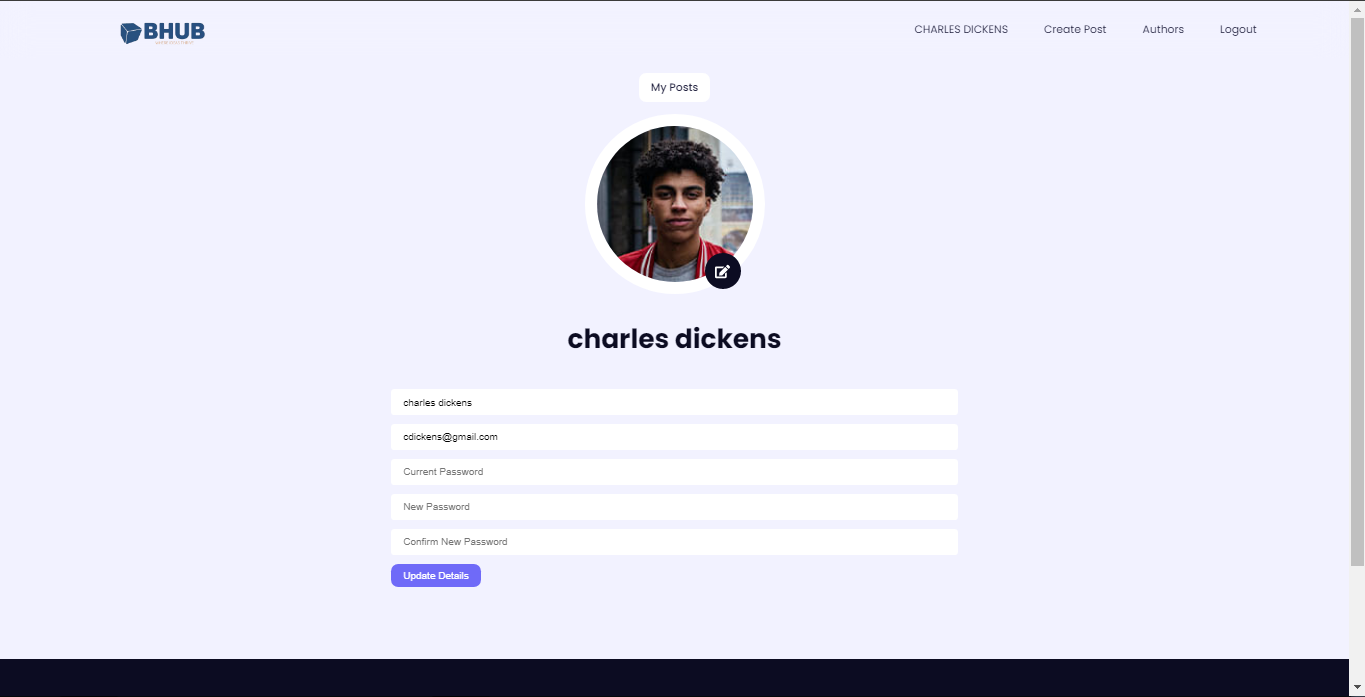 BHUB
CHARLES DICKENS
Create Post
Authors
Logout
My Posts
charles dickens
charles dickens
cdickens@gmail.com
Current Password
New Password
Confirm New Password
Update Details